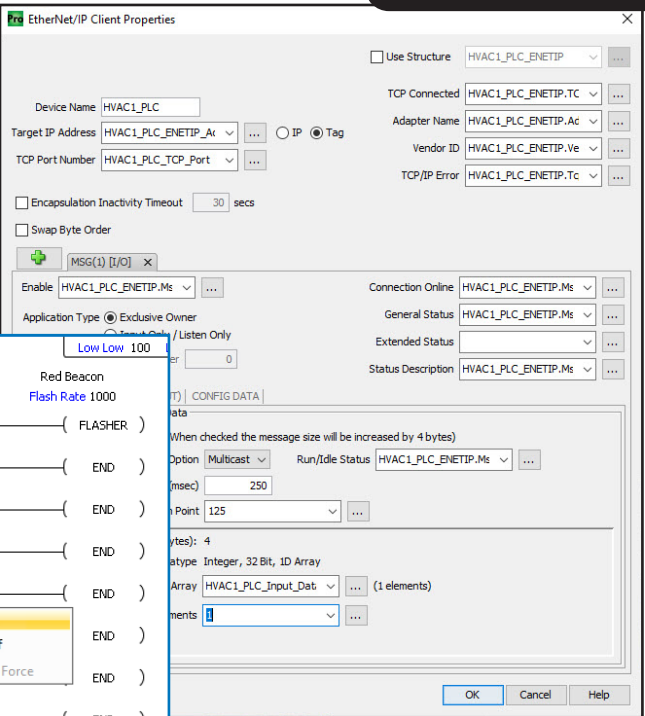 Pro EtherNet/IP Client Properties
Use Structure HVAC1_PLC_ENETIP ...
TCP Connected HVAC1_PLC_ENETIP.TC ...
Device Name HVAC1_PLC
Adapter Name HVAC1_PLC_ENETIP.Ad ...
Target IP Address HVAC1_PLC_ENETIP_Ac ... IP Tag
Vendor ID HVAC1_PLC_ENETIP.Ve ...
TCP Port Number HVAC1_PLC_TCP_Port ...
TCP/IP Error HVAC1_PLC_ENETIP.Tc ...
Encapsulation Inactivity Timeout 30 secs
Swap Byte Order
MSG(1) [I/O] X
Enable HVAC1_PLC_ENETIP.Ms ...
Connection Online HVAC1_PLC_ENETIP.Ms ...
Application Type Exclusive Owner
General Status HVAC1_PLC_ENETIP.Ms ...
Input Only / Listen Only
Extended Status ...
er 0
Status Description HVAC1_PLC_ENETIP.Ms ...
T) CONFIG DATA
ata
When checked the message size will be increased by 4 bytes)
Option Multicast Run/Idle Status HVAC1_PLC_ENETIP.Ms ...
(msec) 250
n Point 125 ...
ytes): 4
atype Integer, 32 Bit, 1D Array
Array HVAC1_PLC_Input_Dat ... (1 elements)
ments 1 ...
OK Cancel Help
Low Low 100
Red Beacon
Flash Rate 1000
( FLASHER )
( END )
( END )
( END )
( END )
f
END )
Force
END )